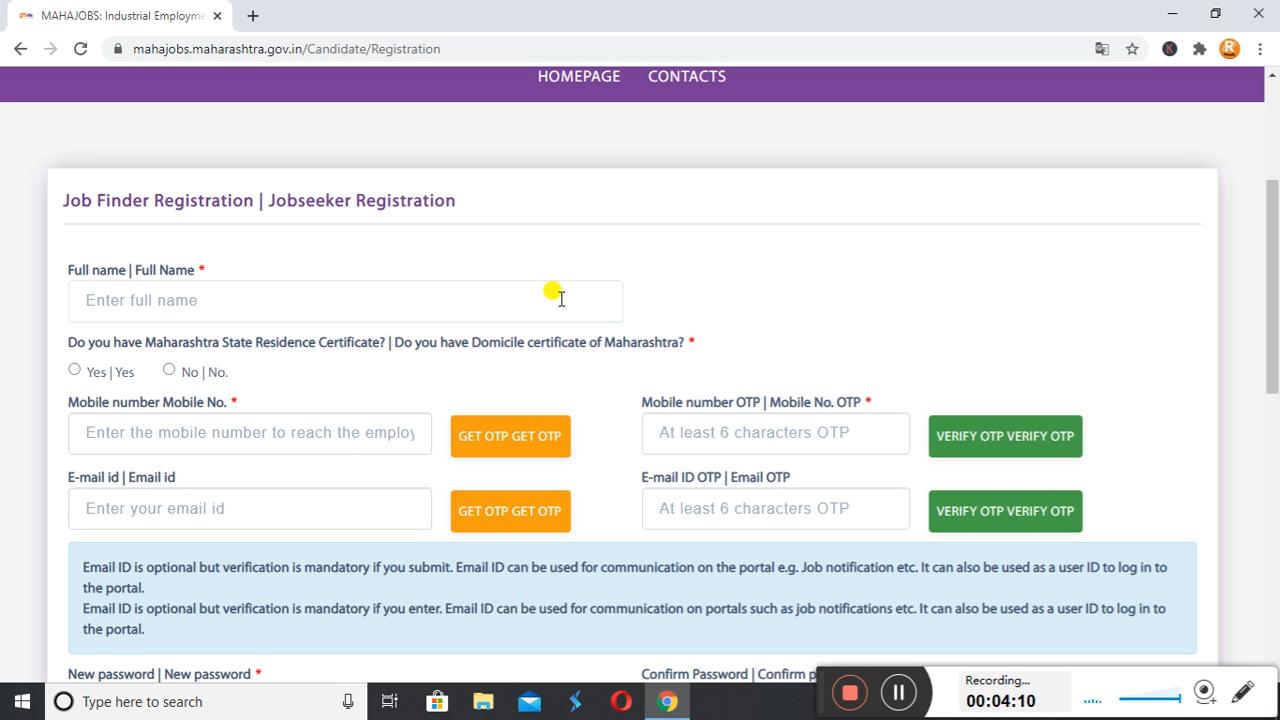 MAHAJOBS: Industrial Employme
mahajobs.maharashtra.gov.in/Candidate/Registration
K
R
HOMEPAGE CONTACTS
Job Finder Registration | Jobseeker Registration
Full name | Full Name *
Enter full name
Do you have Maharashtra State Residence Certificate? | Do you have Domicile certificate of Maharashtra? *
Yes | Yes No | No.
Mobile number Mobile No. * Mobile number OTP | Mobile No. OTP *
Enter the mobile number to reach the employ GET OTP GET OTP At least 6 characters OTP VERIFY OTP VERIFY OTP
E-mail id | Email id E-mail ID OTP | Email OTP
Enter your email id GET OTP GET OTP At least 6 characters OTP VERIFY OTP VERIFY OTP
Email ID is optional but verification is mandatory if you submit. Email ID can be used for communication on the portal e.g. Job notification etc. It can also be used as a user ID to log in to
the portal.
Email ID is optional but verification is mandatory if you enter. Email ID can be used for communication on portals such as job notifications etc. It can also be used as a user ID to log in to
the portal.
New password | New password * Confirm Password | Confirm p
Recording...
00:04:10
Type here to search